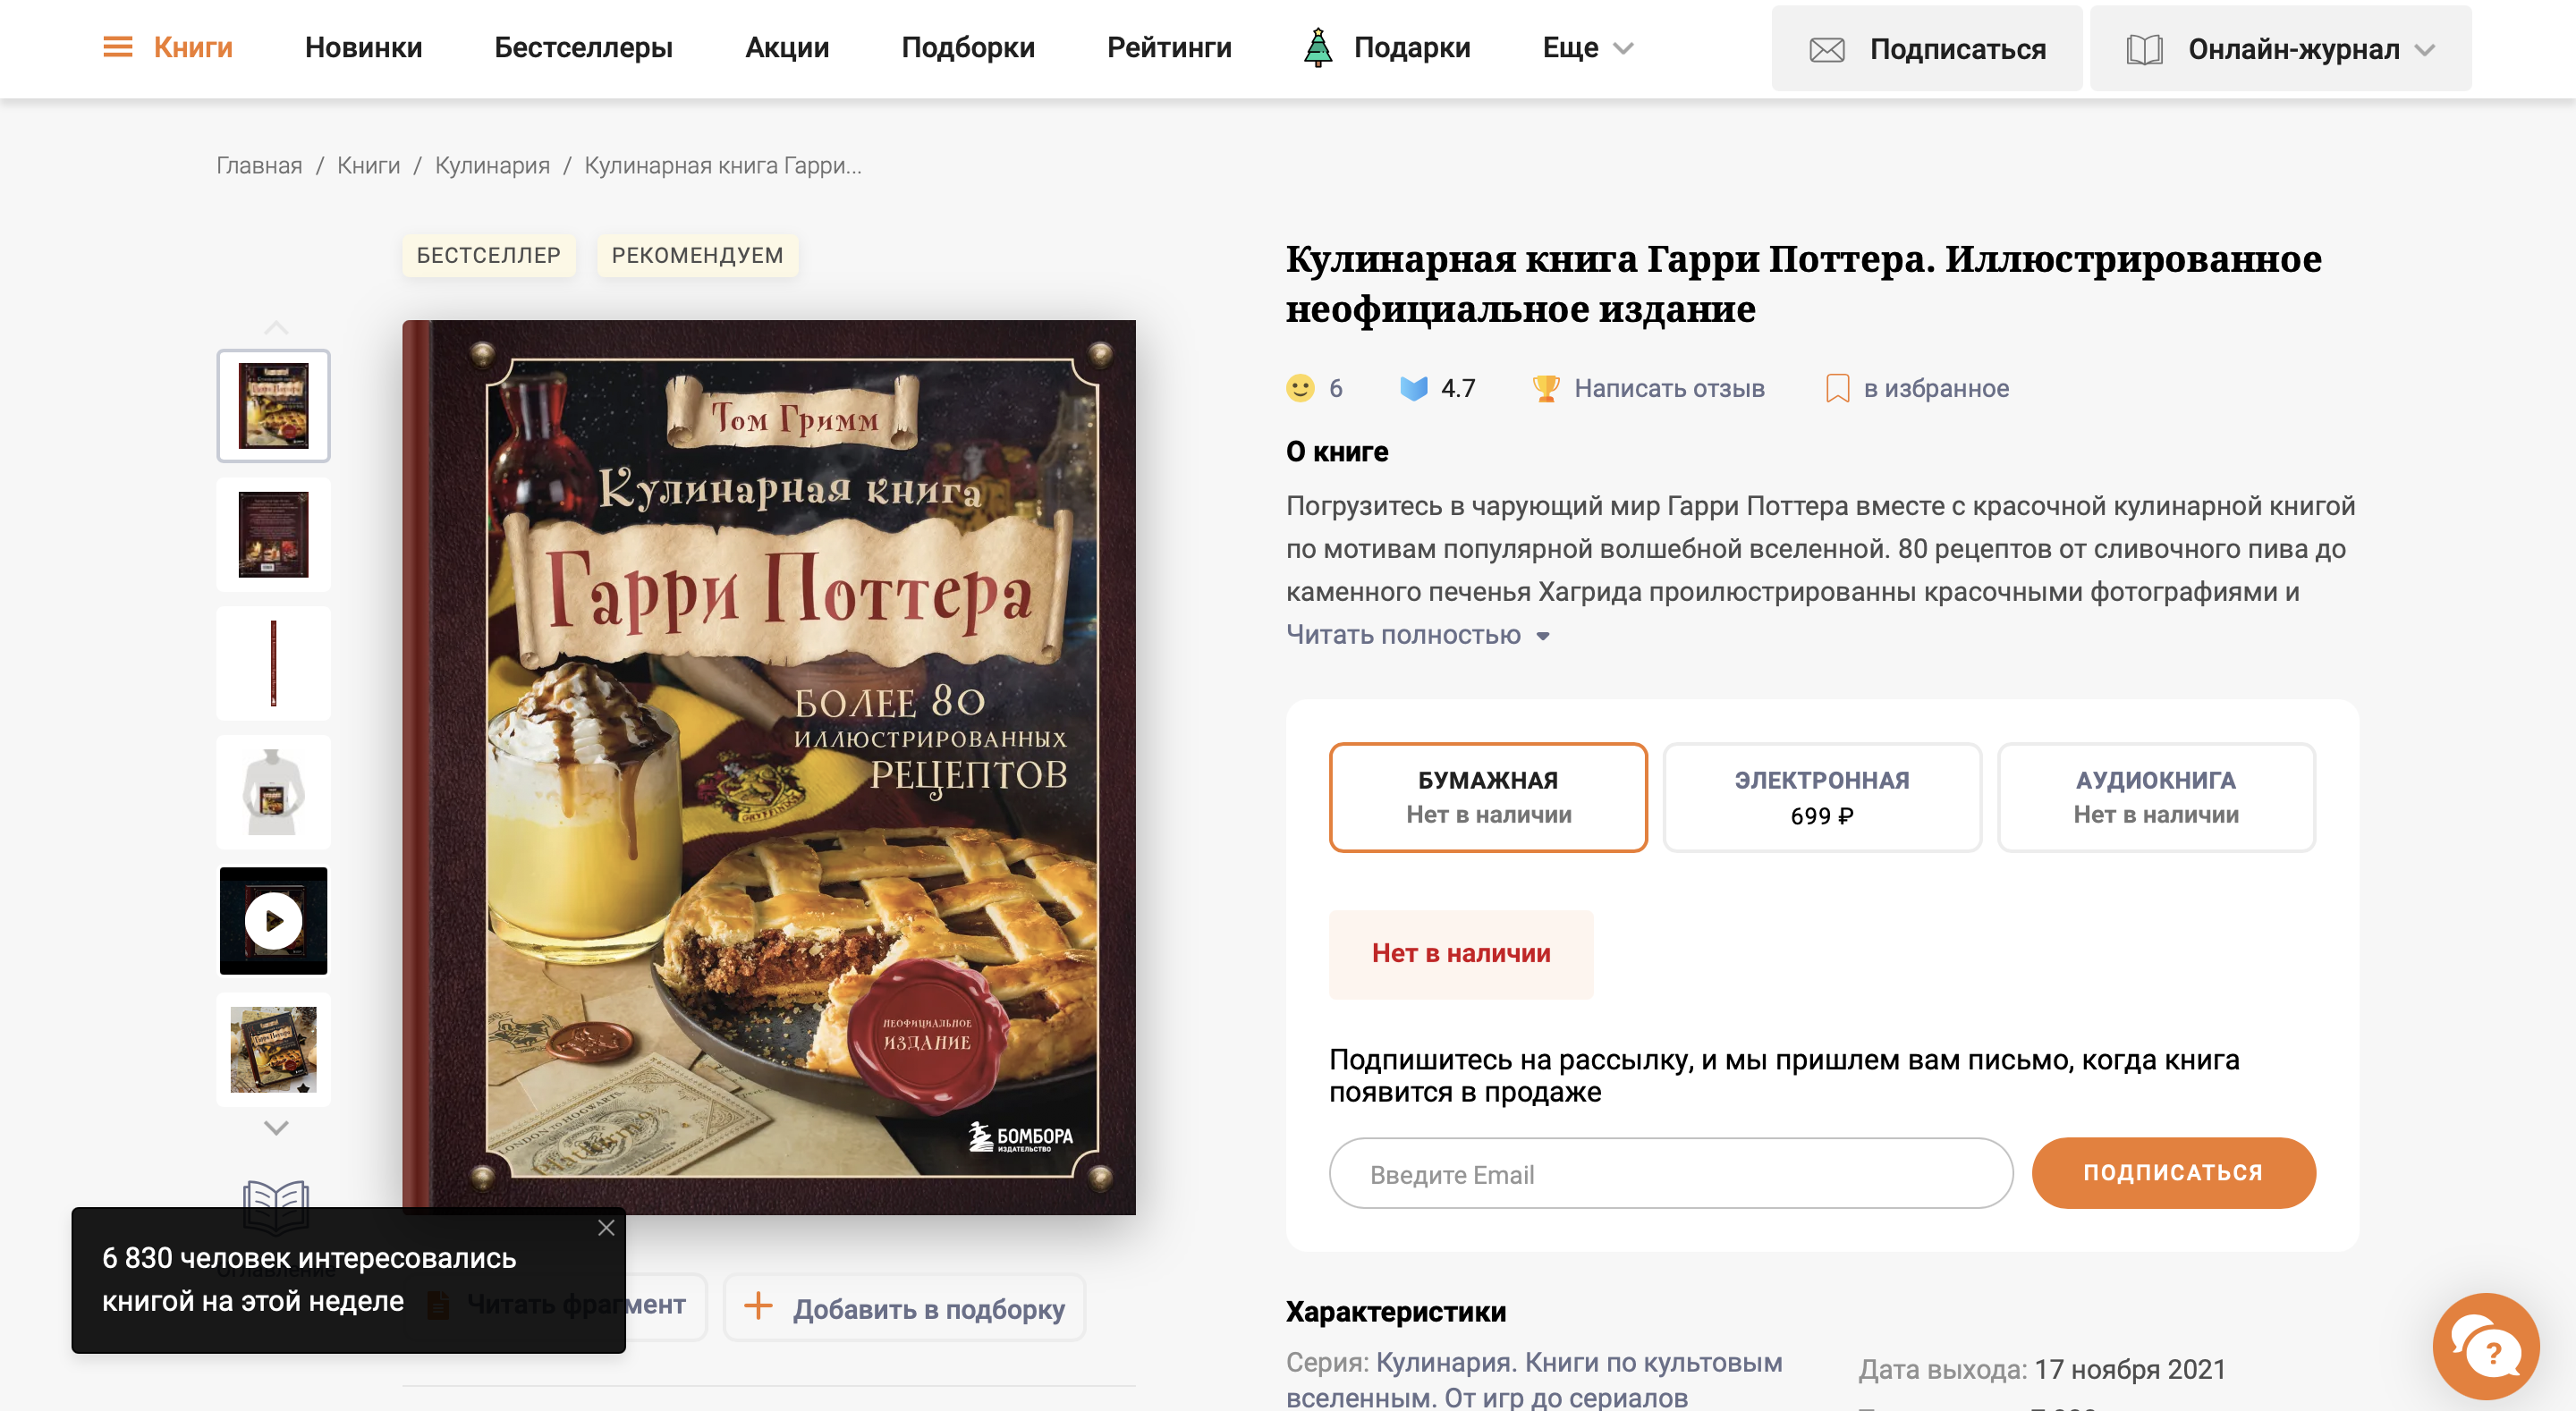 Книги
Новинки
Бестселлеры
Акции
Подборки
Рейтинги
Подарки
Еще
Подписаться
Онлайн-журнал
Главная / Книги / Кулинария / Кулинарная книга Гарри...
БЕСТСЕЛЛЕР
РЕКОМЕНДУЕМ
Том Гримм
Кулинарная книга
Гарри Поттера
БОЛЕЕ 80
ИЛЛЮСТРИРОВАННЫХ
РЕЦЕПТОВ
НЕОФИЦИАЛЬНОЕ
ИЗДАНИЕ
LONDON TO HOGWARTS
БОМБОРА
ИЗДАТЕЛЬСТВО
6 830 человек интересовались
книгой на этой неделе
Читать фрагмент
Добавить в подборку
Кулинарная книга Гарри Поттера. Иллюстрированное
неофициальное издание
6
4.7
Написать отзыв
в избранное
О книге
Погрузитесь в чарующий мир Гарри Поттера вместе с красочной кулинарной книгой
по мотивам популярной волшебной вселенной. 80 рецептов от сливочного пива до
каменного печенья Хагрида проилюстрированны красочными фотографиями и
Читать полностью
БУМАЖНАЯ
Нет в наличии
ЭЛЕКТРОННАЯ
699 ₽
АУДИОКНИГА
Нет в наличии
Нет в наличии
Подпишитесь на рассылку, и мы пришлем вам письмо, когда книга
появится в продаже
Введите Email
ПОДПИСАТЬСЯ
Характеристики
Серия: Кулинария. Книги по культовым
вселенным. От игр до сериалов
Дата выхода: 17 ноября 2021